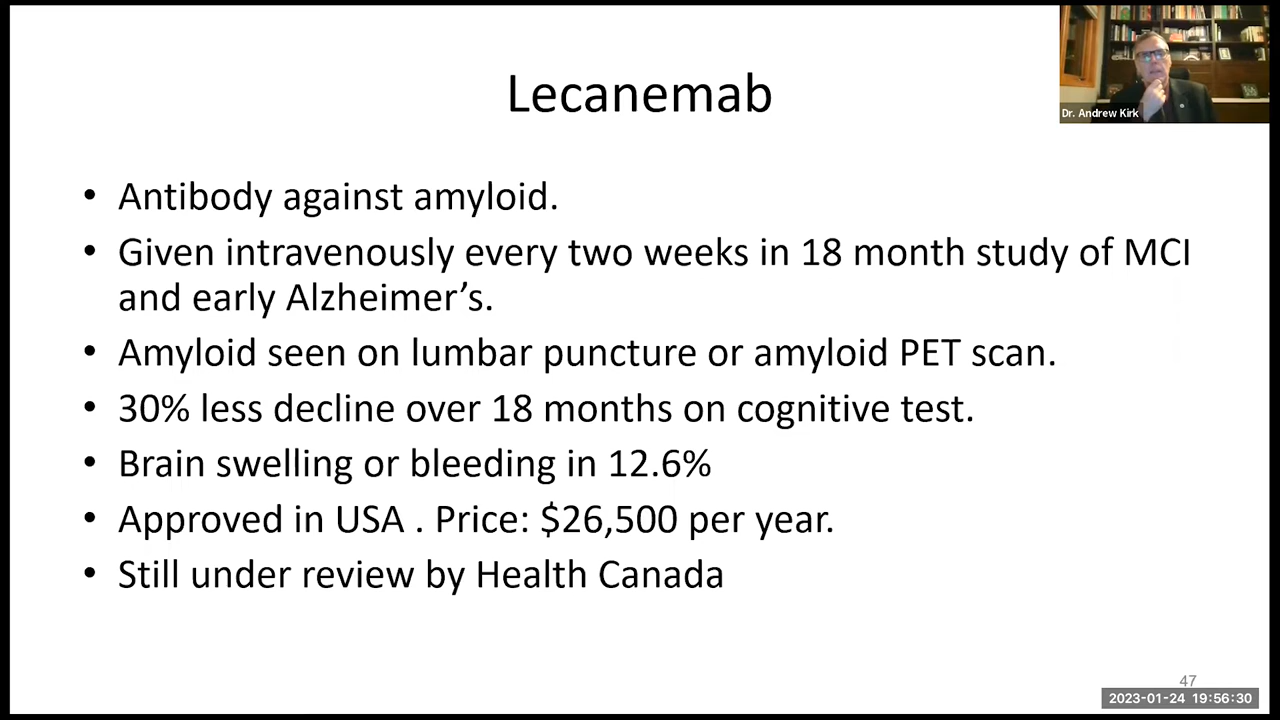 Lecanemab
Dr. Andrew Kirk
• Antibody against amyloid.
• Given intravenously every two weeks in 18 month study of MCI
and early Alzheimer’s.
• Amyloid seen on lumbar puncture or amyloid PET scan.
• 30% less decline over 18 months on cognitive test.
• Brain swelling or bleeding in 12.6%
• Approved in USA . Price: $26,500 per year.
• Still under review by Health Canada
47
2023-01-24 19:56:30